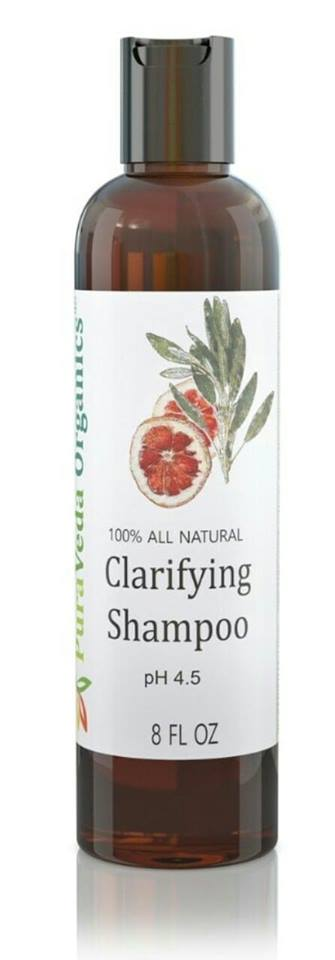 PuraVeda Organics
100% ALL NATURAL
Clarifying
Shampoo
pH 4.5
8 FL OZ